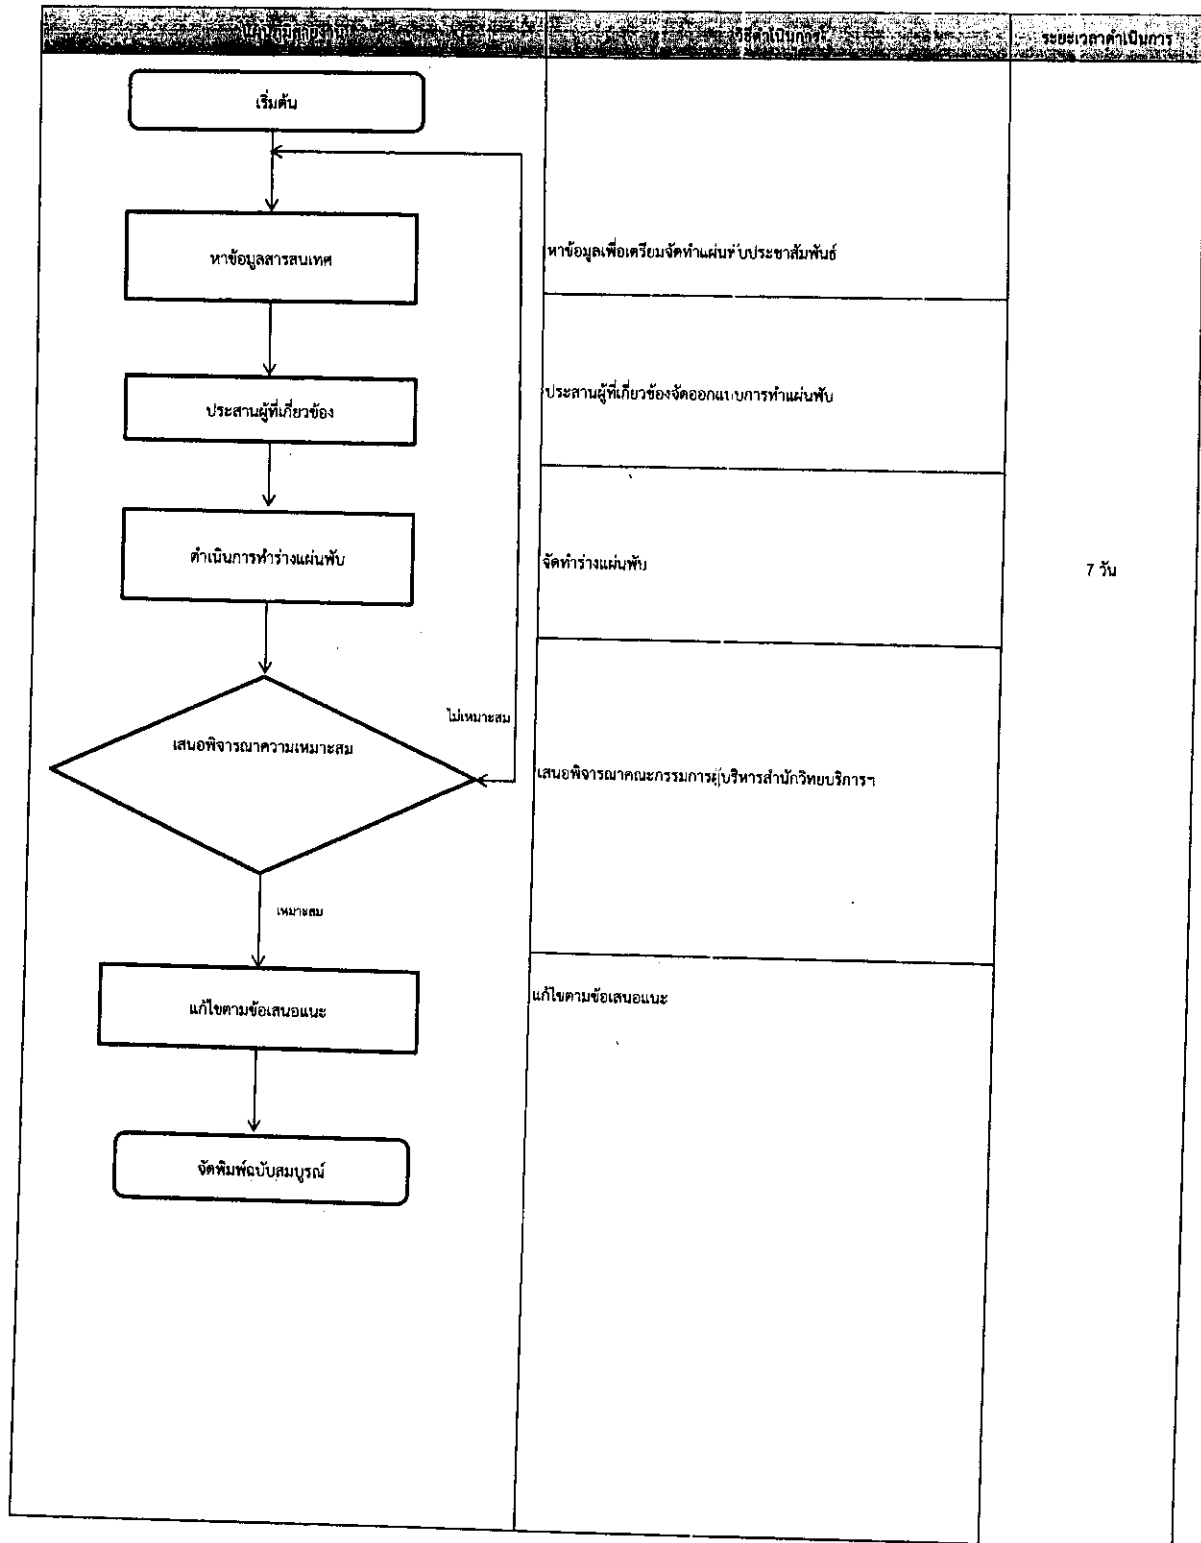 ระยะเวลาดำเนินการ
เริ่มต้น
หาข้อมูลสารสนเทศ
หาข้อมูลเพื่อเตรียมจัดทำแผ่นพับประชาสัมพันธ์
ประสานผู้ที่เกี่ยวข้อง
ประสานผู้ที่เกี่ยวข้องจัดออกแบบการทำแผ่นพับ
ดำเนินการทำร่างแผ่นพับ
จัดทำร่างแผ่นพับ
7 วัน
ไม่เหมาะสม
เสนอพิจารณาความเหมาะสม
เสนอพิจารณาคณะกรรมการผู้บริหารสำนักวิทยบริการฯ
เหมาะสม
แก้ไขตามข้อเสนอแนะ
แก้ไขตามข้อเสนอแนะ
จัดพิมพ์ฉบับสมบูรณ์